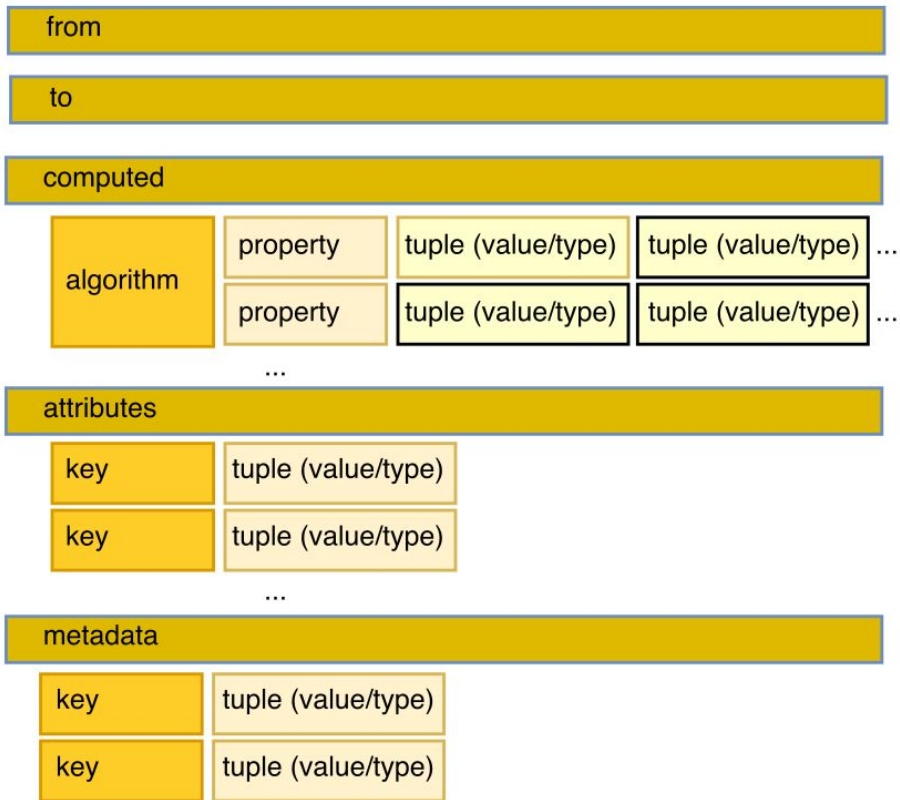 from
to
computed
algorithm
property tuple (value/type) tuple (value/type) ...
property tuple (value/type) tuple (value/type) ...
...
attributes
key tuple (value/type)
key tuple (value/type)
...
metadata
key tuple (value/type)
key tuple (value/type)